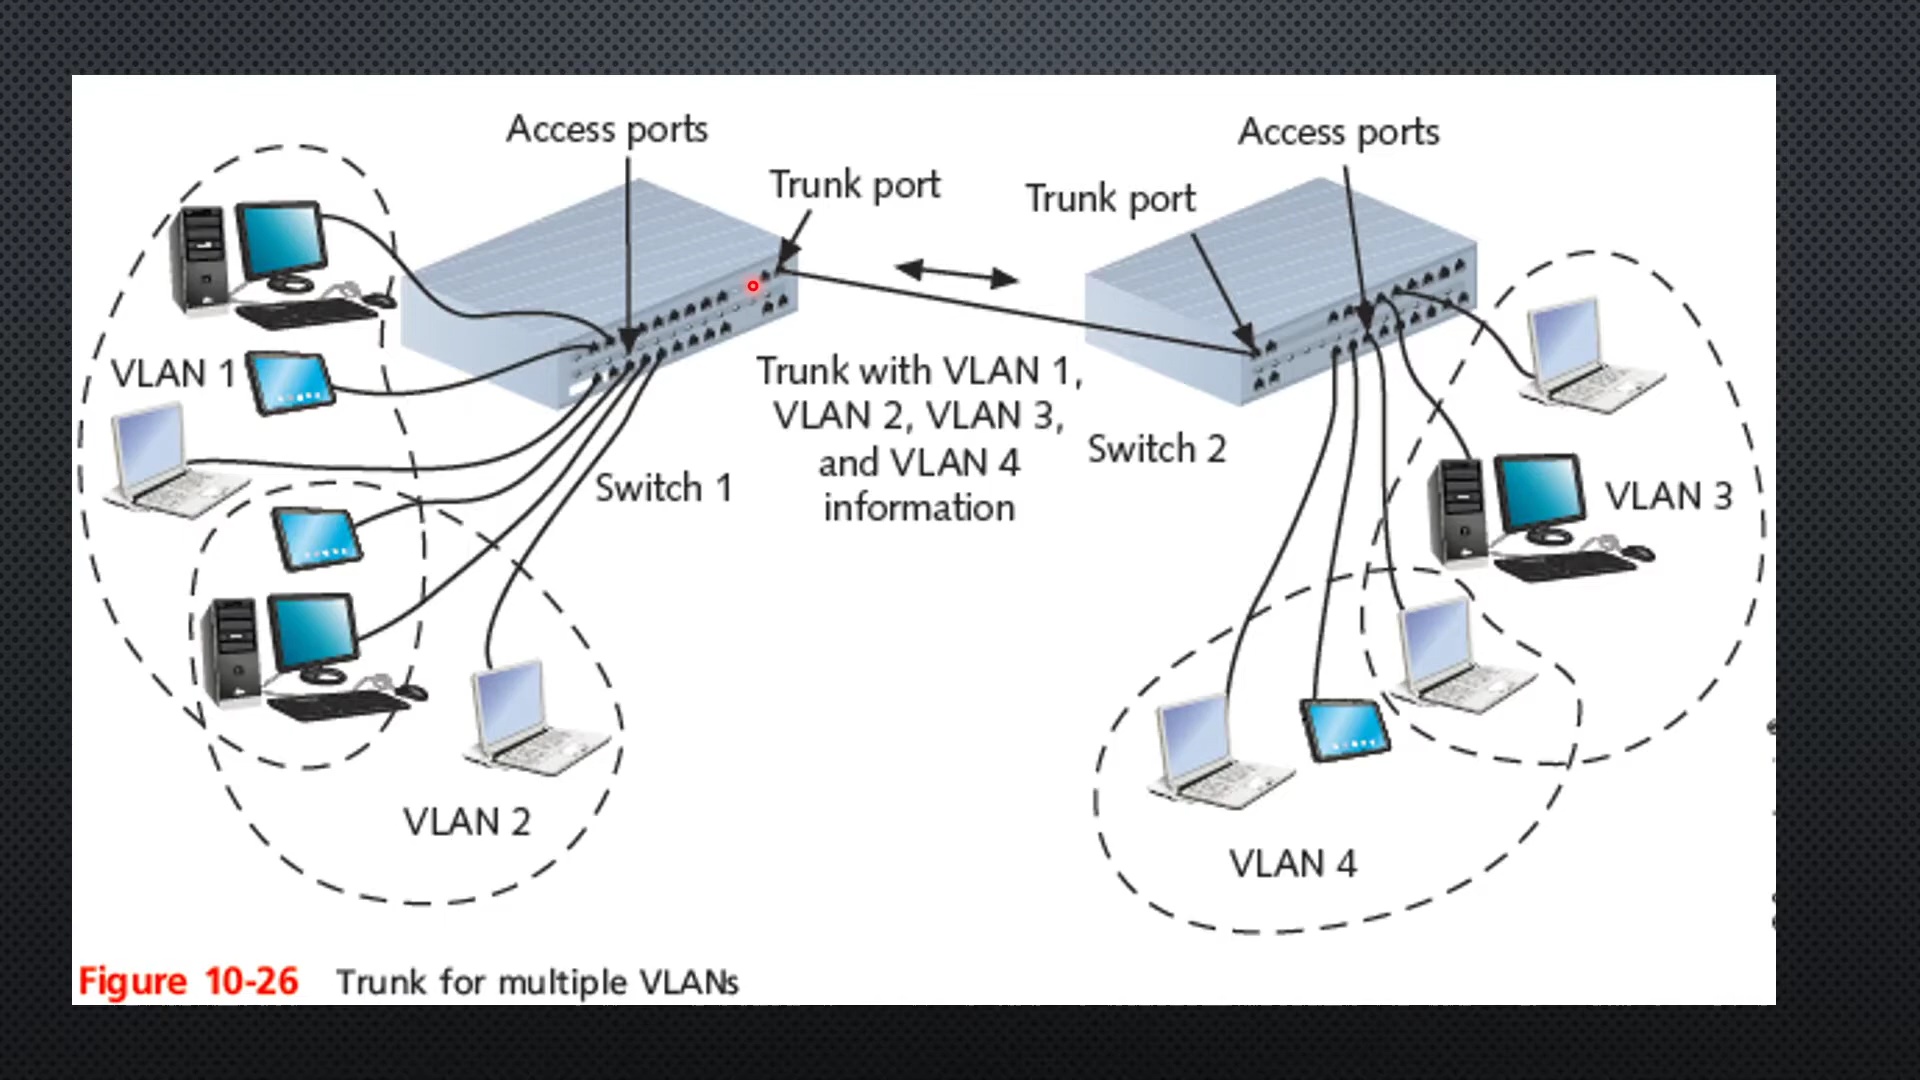 Access ports
Access ports
Trunk port
Trunk port
VLAN 1
Trunk with VLAN 1,
VLAN 2, VLAN 3,
and VLAN 4
information
Switch 1
Switch 2
VLAN 3
VLAN 2
VLAN 4
Figure 10-26 Trunk for multiple VLANs